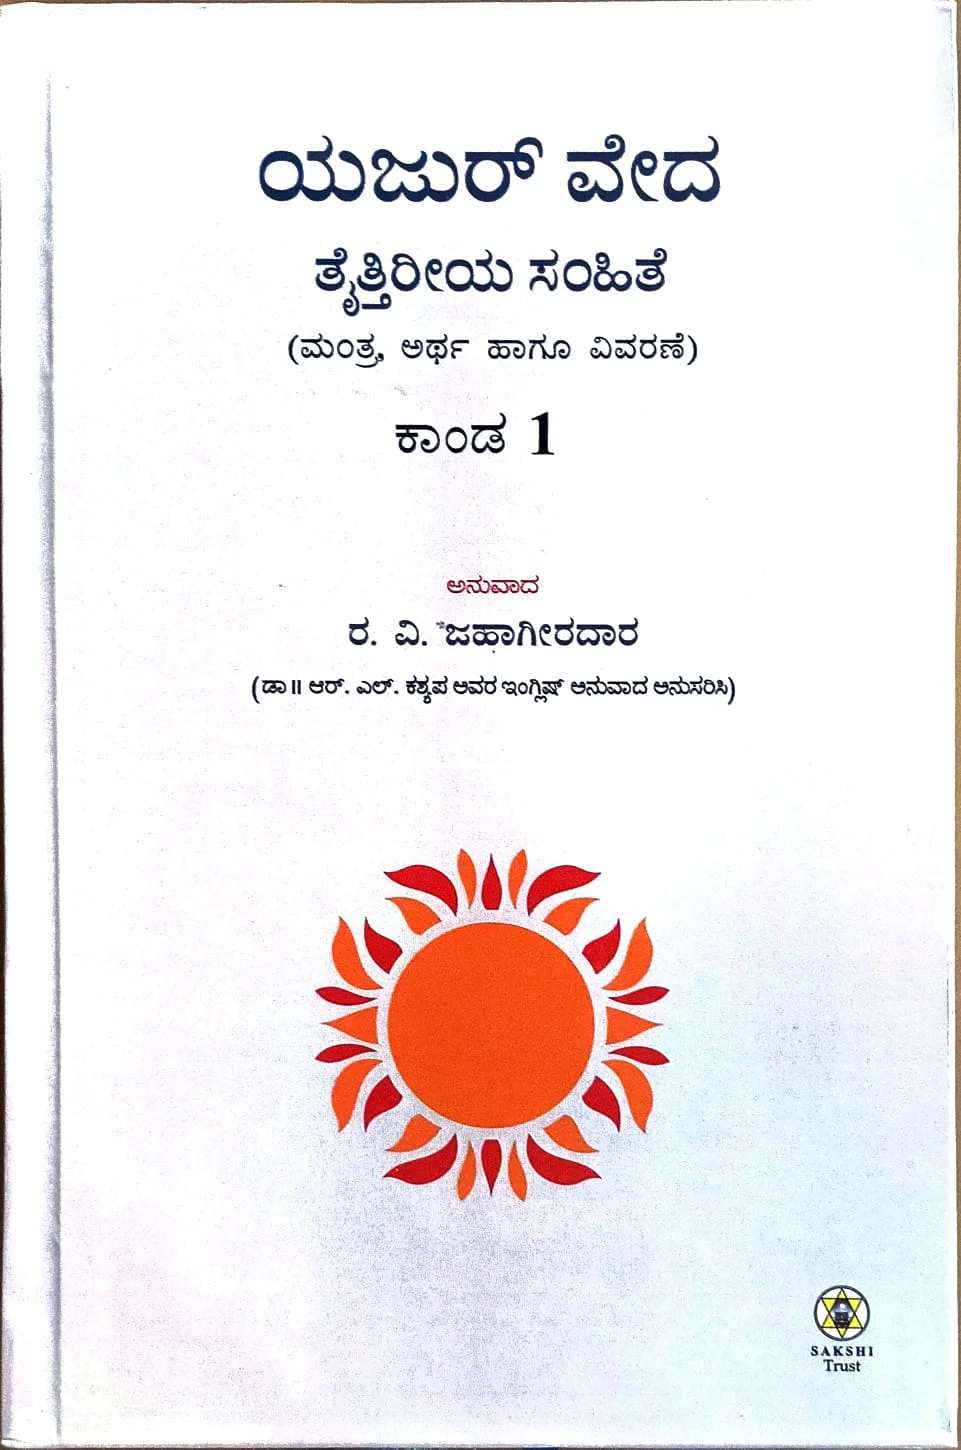 ಯಜುರ್ ವೇದ
ತೈತ್ತಿರೀಯ ಸಂಹಿತೆ
(ಮಂತ್ರ, ಅರ್ಥ ಹಾಗೂ ವಿವರಣೆ)
ಕಾಂಡ 1
ಅನುವಾದ
ರ. ವಿ. ಜಹಾಗೀರದಾರ
(ಡಾ॥ ಆರ್. ಎಲ್. ಕಶ್ಯಪ ಅವರ ಇಂಗ್ಲಿಷ್ ಅನುವಾದ ಅನುಸರಿಸಿ)
SAKSHI
Trust